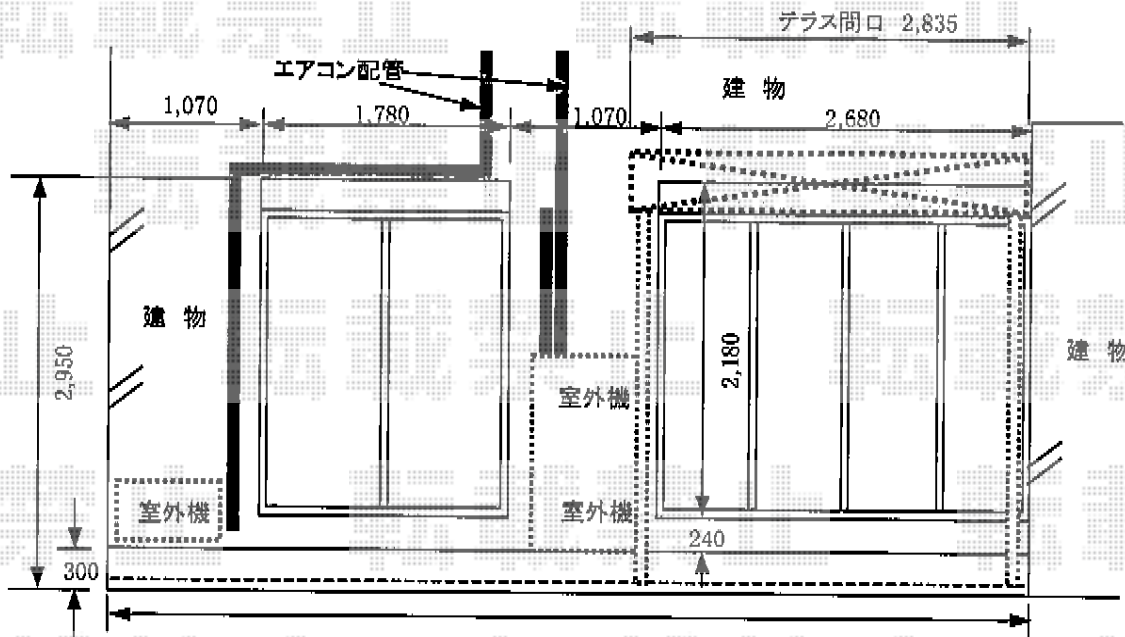 テラス間口 2,835
エアコン配管
建 物
1,070
1,780
1,070
2,680
建 物
2,950
2,180
建 物
室外機
室外機
室外機
240
300